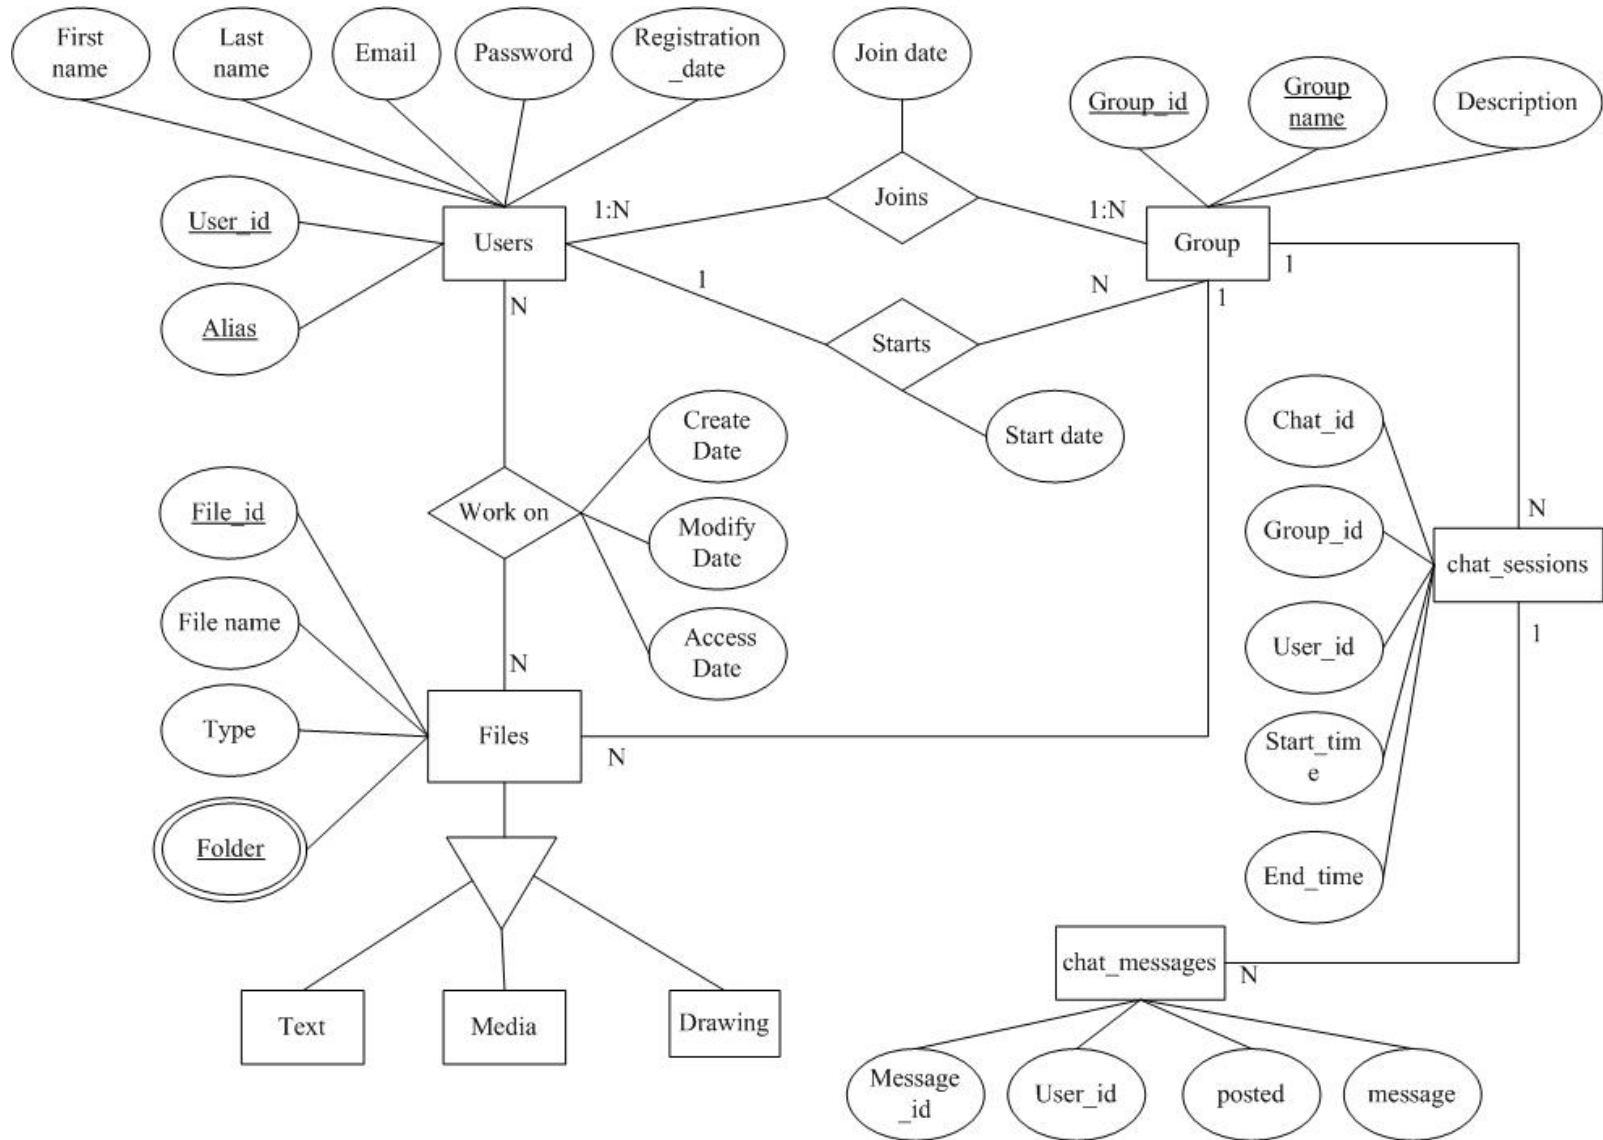 First
name
Last
name
Email
Password
Registration
_date
Join date
Group_id
Group
name
Description
User_id
Alias
Users
1:N
Joins
1:N
Group
1
N
1
N
1
Starts
Start date
Create
Date
Modify
Date
Access
Date
Work on
File_id
File name
Type
Folder
N
Files
N
Chat_id
Group_id
User_id
Start_tim
e
End_time
N
chat_sessions
1
Text
Media
Drawing
chat_messages
N
Message
_id
User_id
posted
message